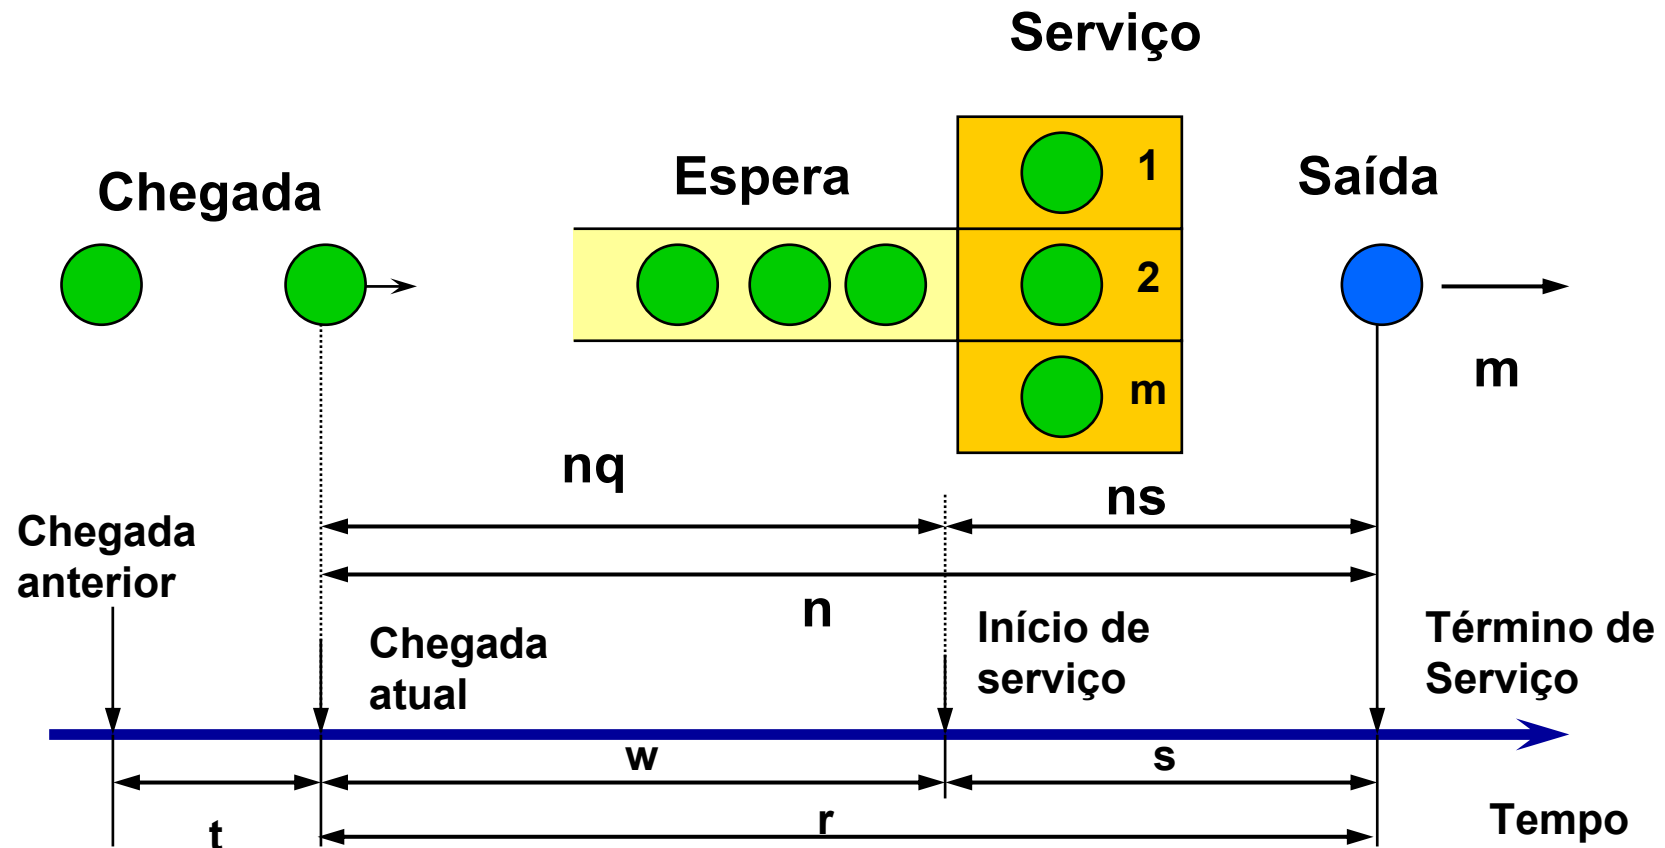 Serviço
Chegada
Espera
Saída
1
2
m
m
nq
ns
n
Chegada
anterior
Chegada
atual
Início de
serviço
Término de
Serviço
w
s
t
r
Tempo